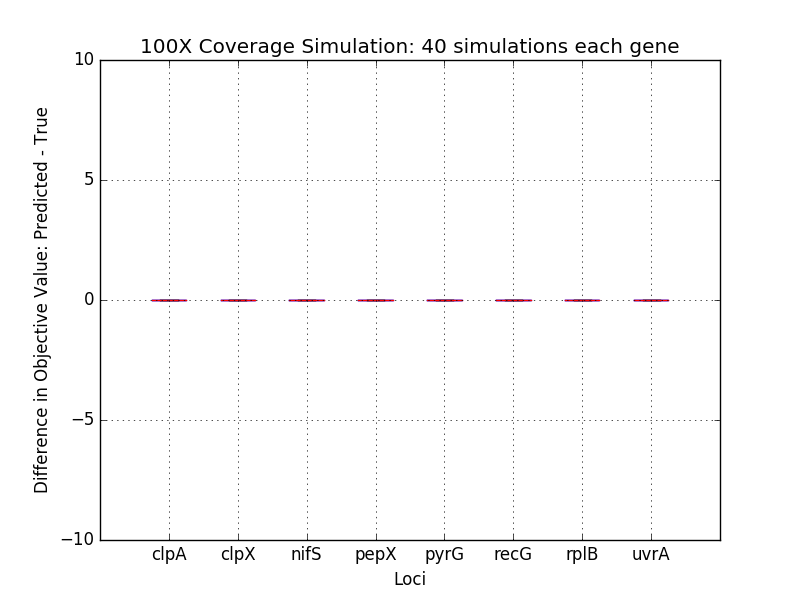 100X Coverage Simulation: 40 simulations each gene
Difference in Objective Value: Predicted - True
10
5
0
−5
−10
clpA clpX nifS pepX pyrG recG rplB uvrA
Loci